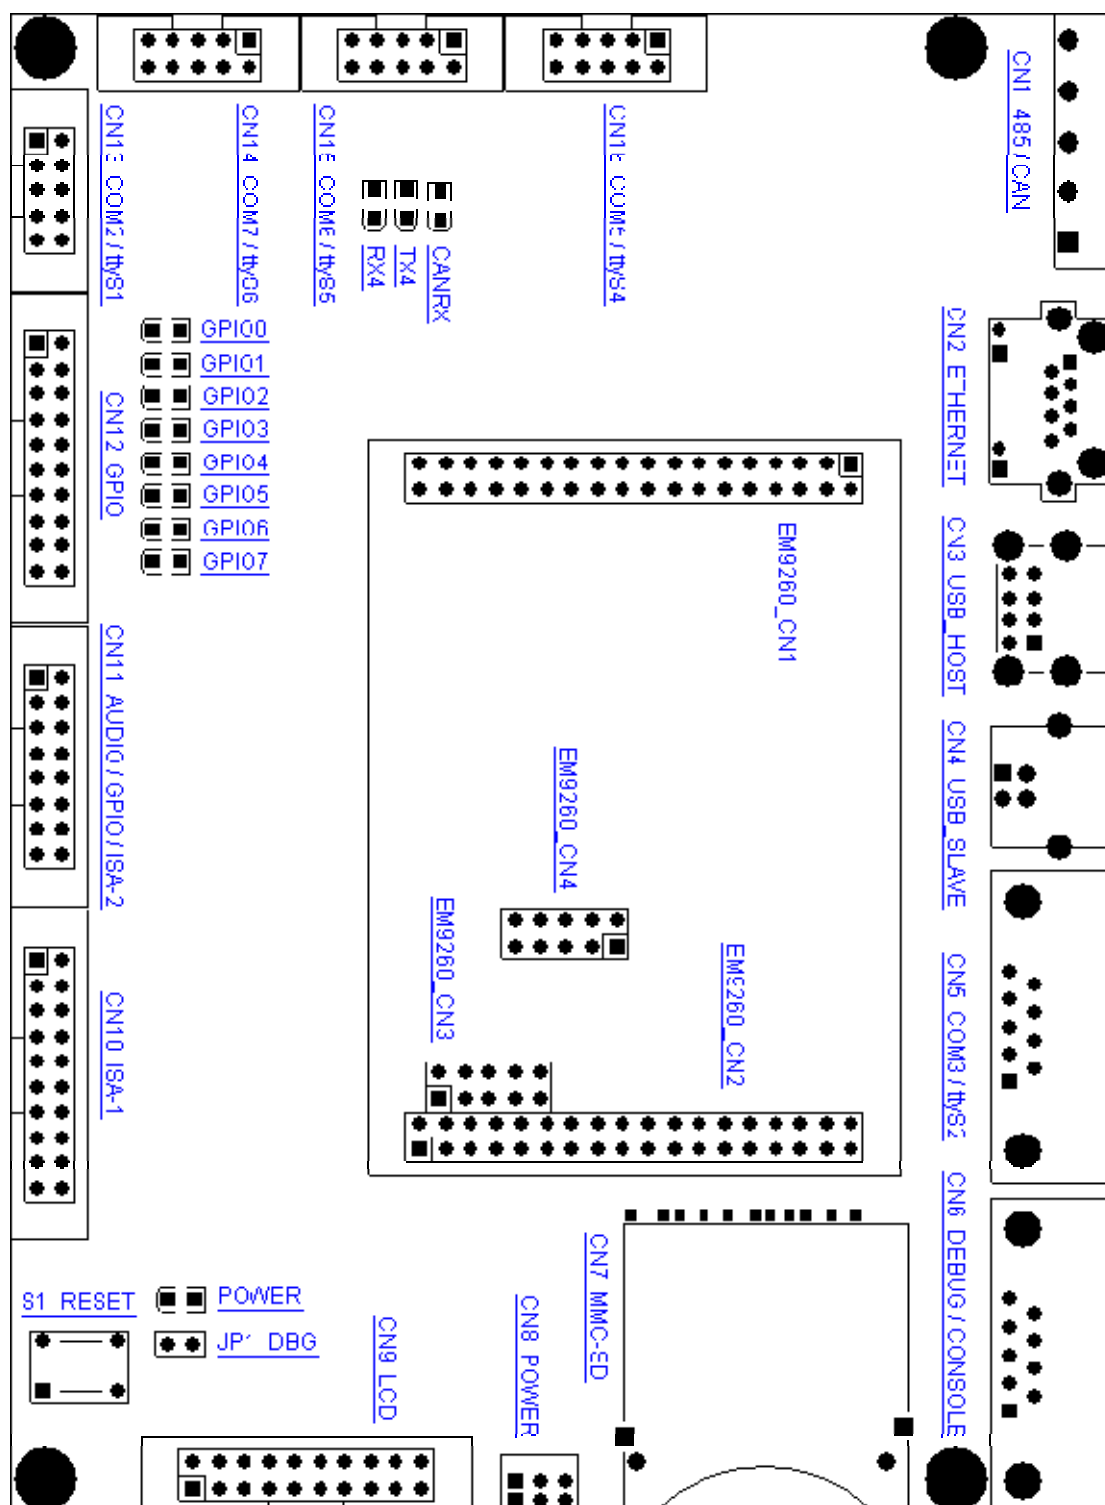 CN1 485/CAN
CN13 COM2/ttyS1
CN14 COM7/ttyS6
CN15 COM6/ttyS5
CN16 COM5/ttyS4
RX4
TX4
CANRX
GPIO0
GPIO1
GPIO2
GPIO3
GPIO4
GPIO5
GPIO6
GPIO7
CN2 ETHERNET
CN12 GPIO
EM9260_CN1
CN3 USB_HOST
CN11 AUDIO/GPIO/ISA-2
EM9260_CN4
CN4 USB_SLAVE
EM9260_CN3
EM9260_CN2
CN5 COM3/ttyS2
CN10 ISA-1
CN6 DEBUG/CONSOLE
CN7 MMC-SD
S1 RESET
POWER
JP1 DBG
CN9 LCD
CN8 POWER